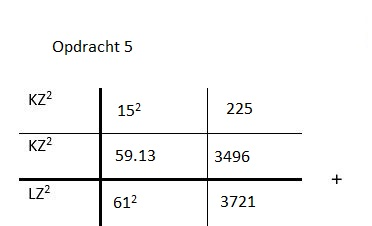 Opdracht 5
KZ² 15² 225
KZ² 59.13 3496
+
LZ² 61² 3721